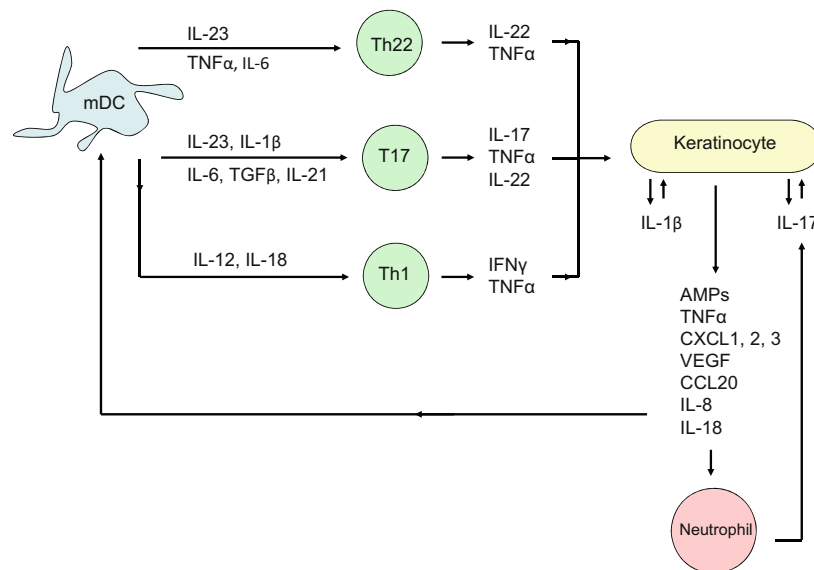 IL-23
TNFα, IL-6
mDC
Th22
IL-22
TNFα
IL-23, IL-1β
IL-6, TGFβ, IL-21
T17
IL-17
TNFα
IL-22
IL-12, IL-18
Th1
IFNγ
TNFα
Keratinocyte
IL-1β
IL-17
AMPs
TNFα
CXCL1, 2, 3
VEGF
CCL20
IL-8
IL-18
Neutrophil